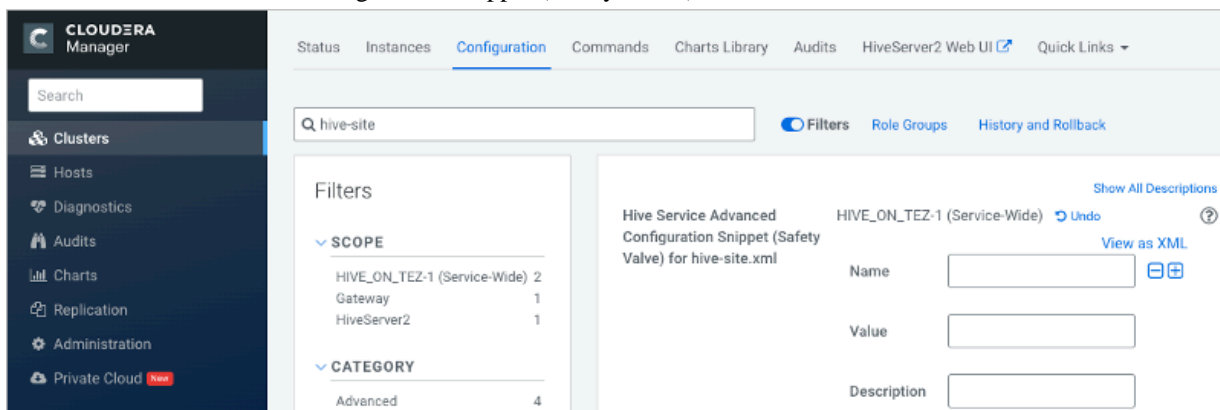 CLOUDERA
Manager
Search
Clusters
Hosts
Diagnostics
Audits
Charts
Replication
Administration
Private Cloud New
Status Instances Configuration Commands Charts Library Audits HiveServer2 Web UI Quick Links
hive-site
Filters Role Groups History and Rollback
Filters
SCOPE
HIVE_ON_TEZ-1 (Service-Wide) 2
Gateway 1
HiveServer2 1
CATEGORY
Advanced 4
Show All Descriptions
Hive Service Advanced
Configuration Snippet (Safety
Valve) for hive-site.xml
HIVE_ON_TEZ-1 (Service-Wide) Undo
View as XML
Name
Value
Description